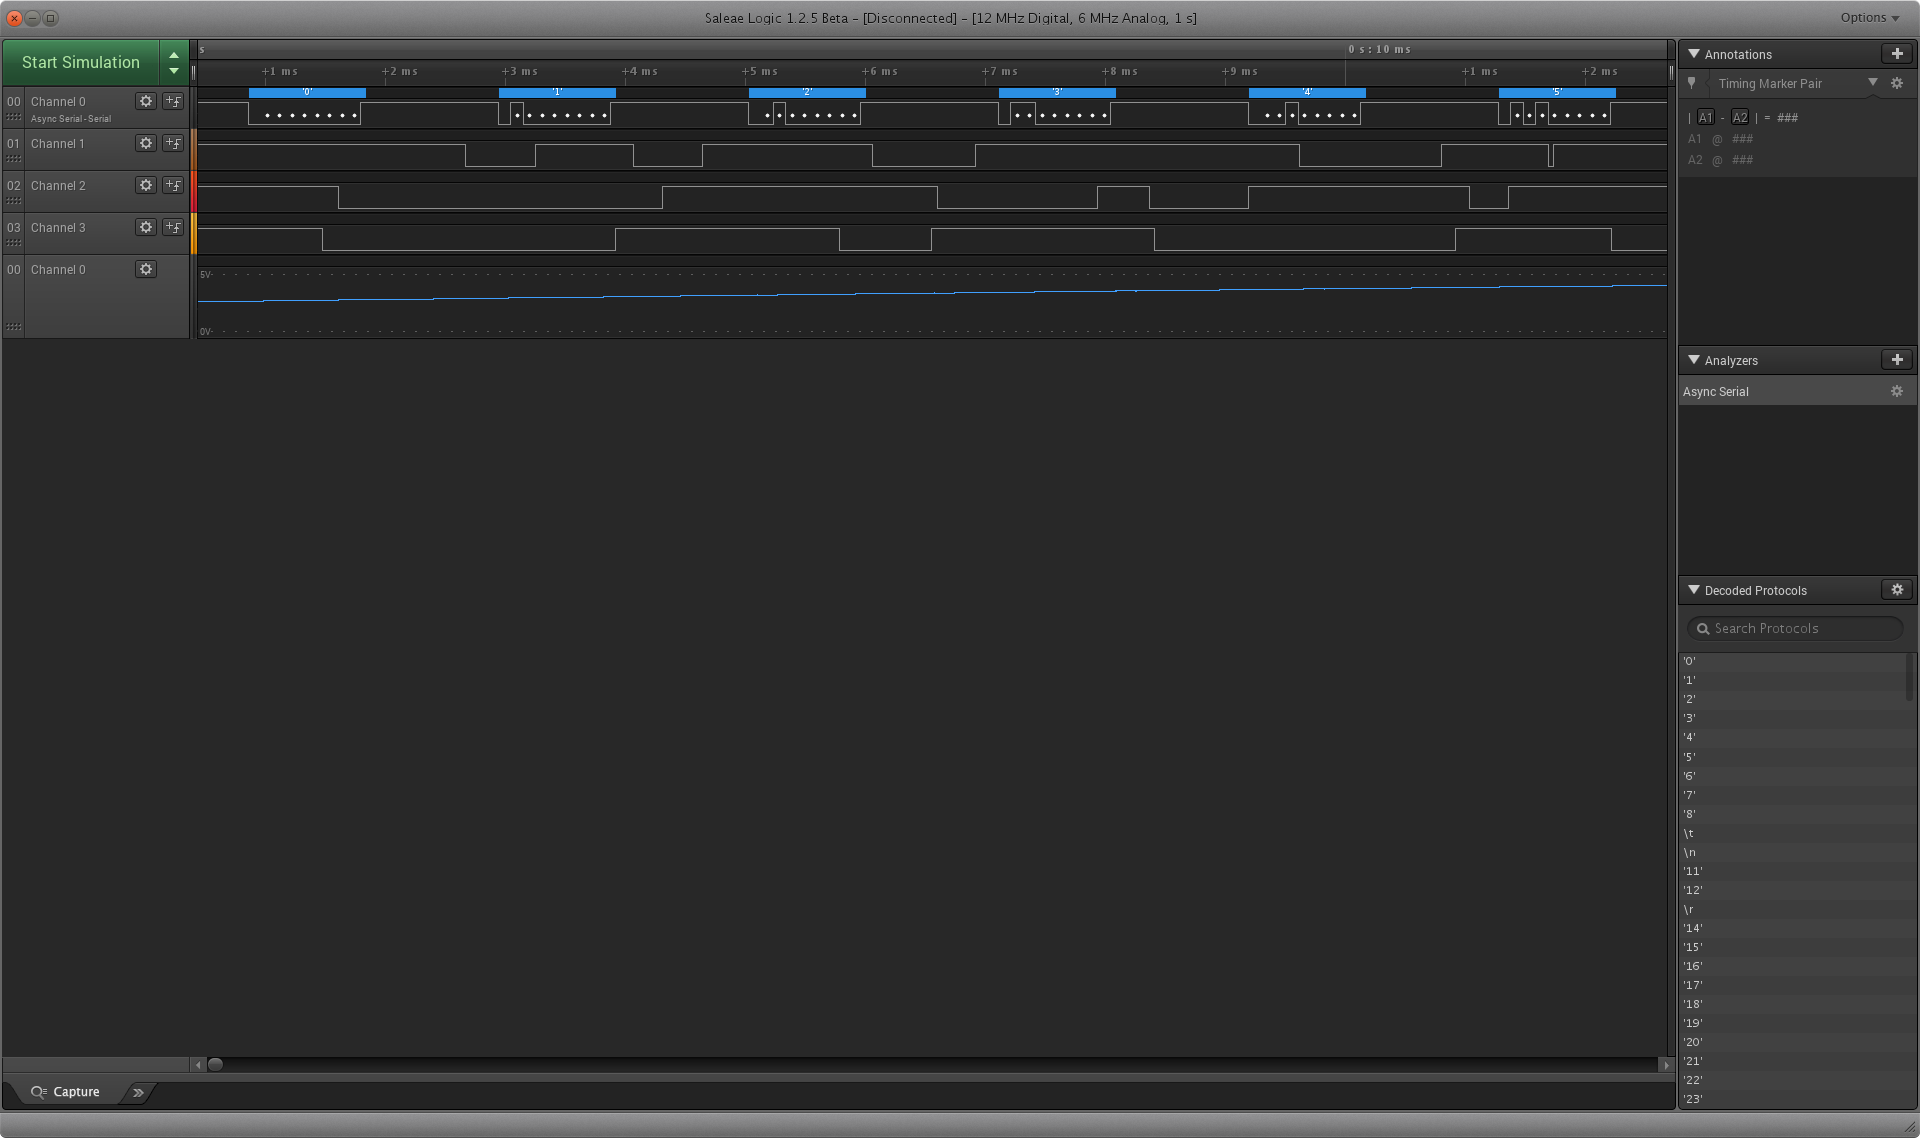 Saleae Logic 1.2.5 Beta - [Disconnected] - [12 MHz Digital, 6 MHz Analog, 1 s]
Options
Start Simulation
s
0 s : 10 ms
+1 ms +2 ms +3 ms +4 ms +5 ms +6 ms +7 ms +8 ms +9 ms +1 ms +2 ms
00 Channel 0
Async Serial - Serial
'0' '1' '2' '3' '4' '5'
01 Channel 1
02 Channel 2
03 Channel 3
00 Channel 0
5V
0V
Annotations
Timing Marker Pair
| A1 - A2 | = ###
A1 @ ###
A2 @ ###
Analyzers
Async Serial
Decoded Protocols
Search Protocols
'0'
'1'
'2'
'3'
'4'
'5'
'6'
'7'
'8'
\t
\n
'11'
'12'
\r
'14'
'15'
'16'
'17'
'18'
'19'
'20'
'21'
'22'
'23'
Capture